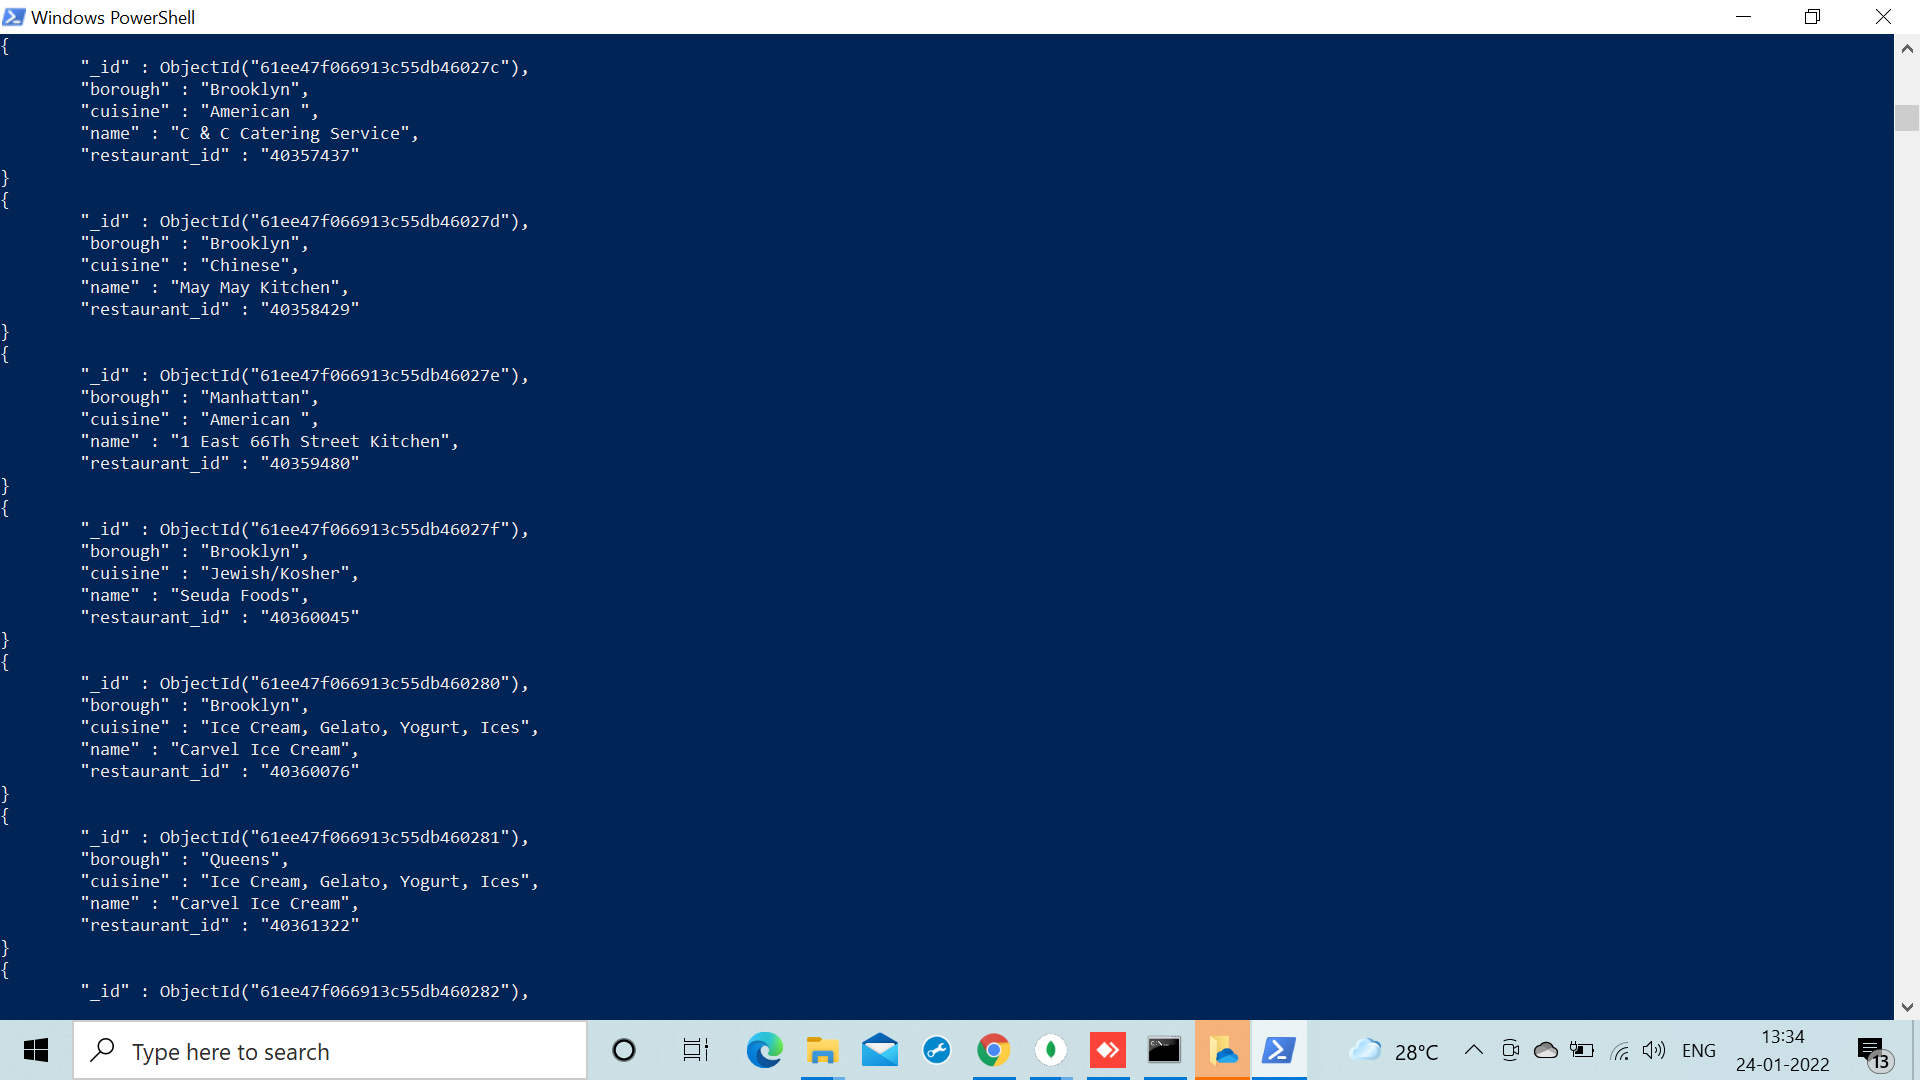 Windows PowerShell
{
"_id" : ObjectId("61ee47f066913c55db46027c"),
"borough" : "Brooklyn",
"cuisine" : "American ",
"name" : "C & C Catering Service",
"restaurant_id" : "40357437"
}
{
"_id" : ObjectId("61ee47f066913c55db46027d"),
"borough" : "Brooklyn",
"cuisine" : "Chinese",
"name" : "May May Kitchen",
"restaurant_id" : "40358429"
}
{
"_id" : ObjectId("61ee47f066913c55db46027e"),
"borough" : "Manhattan",
"cuisine" : "American ",
"name" : "1 East 66Th Street Kitchen",
"restaurant_id" : "40359480"
}
{
"_id" : ObjectId("61ee47f066913c55db46027f"),
"borough" : "Brooklyn",
"cuisine" : "Jewish/Kosher",
"name" : "Seuda Foods",
"restaurant_id" : "40360045"
}
{
"_id" : ObjectId("61ee47f066913c55db460280"),
"borough" : "Brooklyn",
"cuisine" : "Ice Cream, Gelato, Yogurt, Ices",
"name" : "Carvel Ice Cream",
"restaurant_id" : "40360076"
}
{
"_id" : ObjectId("61ee47f066913c55db460281"),
"borough" : "Queens",
"cuisine" : "Ice Cream, Gelato, Yogurt, Ices",
"name" : "Carvel Ice Cream",
"restaurant_id" : "40361322"
}
{
"_id" : ObjectId("61ee47f066913c55db460282"),
Type here to search
28°C
ENG
13:34
24-01-2022
13